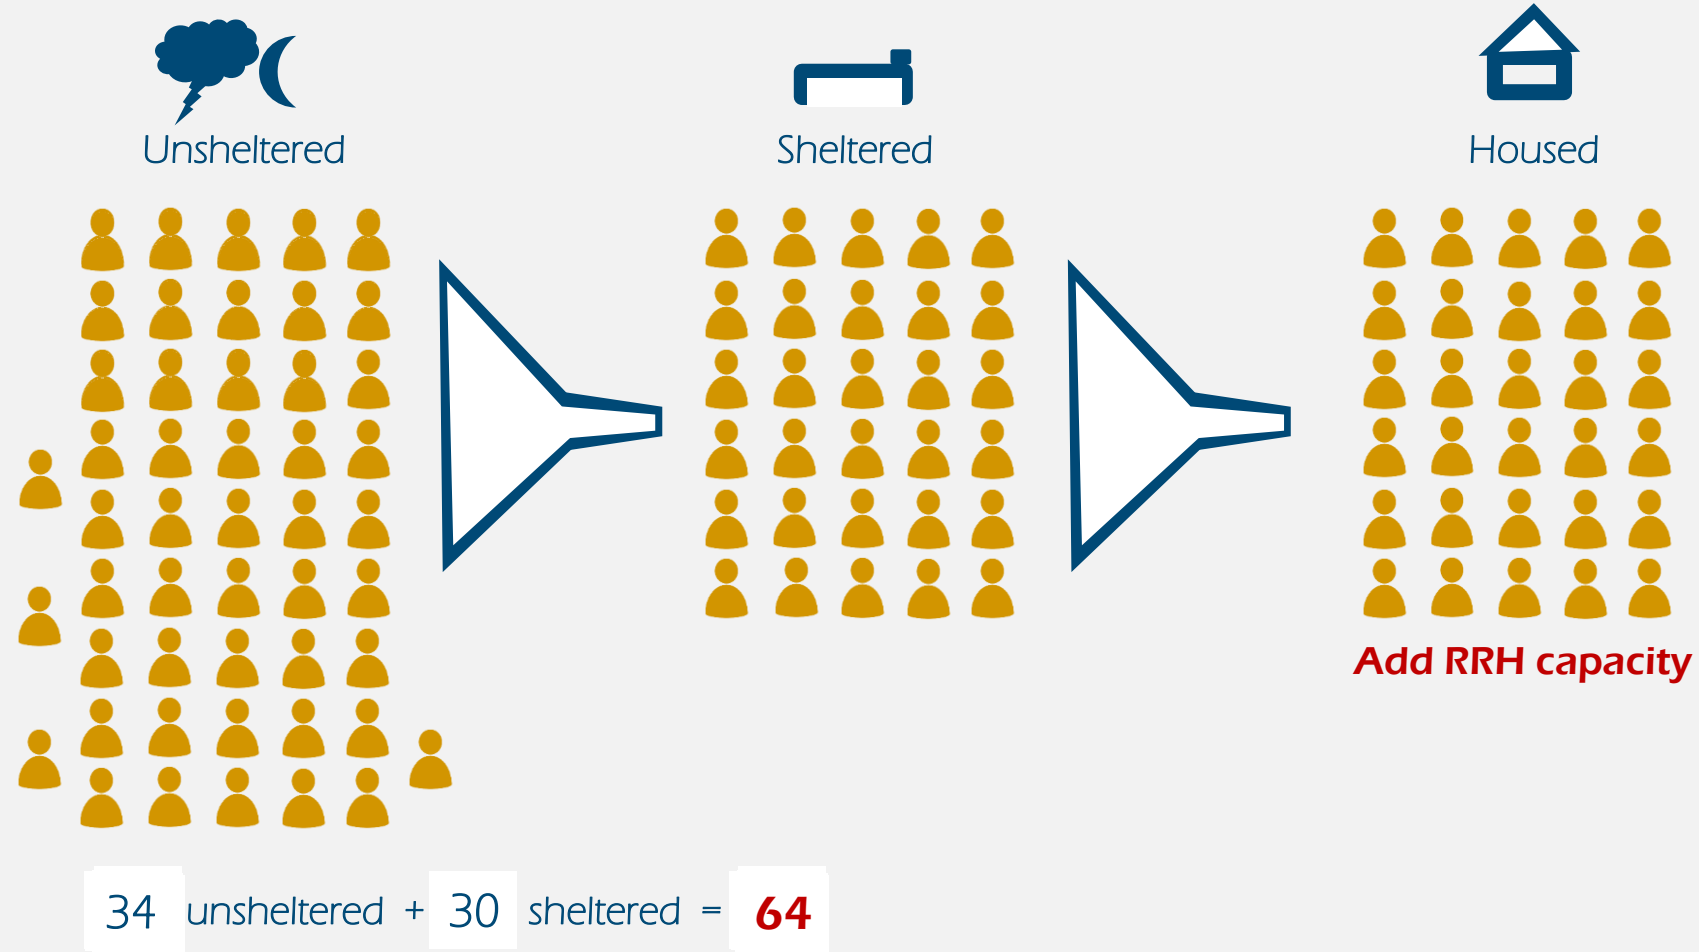 Unsheltered
Sheltered
Housed
Add RRH capacity
34 unsheltered + 30 sheltered = 64